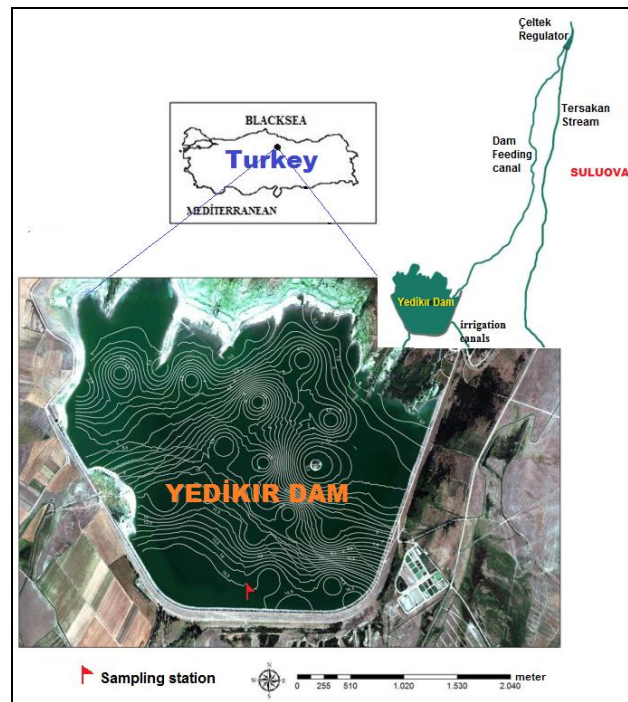 Çeltek
Regulator
BLACKSEA
Turkey
MEDİTERRANEAN
Tersakan
Stream
Dam
Feeding
canal
SULUOVA
Yedikır Dam
irrigation
canals
YEDİKIR DAM
Sampling station
N
W
E
S
meter
0
255
510
1.020
1.530
2.040